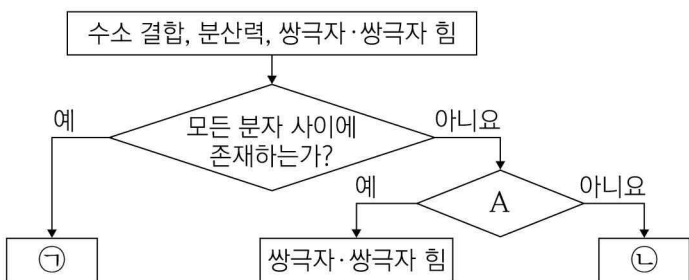 수소 결합, 분산력, 쌍극자·쌍극자 힘
예
모든 분자 사이에
존재하는가?
아니요
예
A
아니요
㉠
쌍극자·쌍극자 힘
㉡